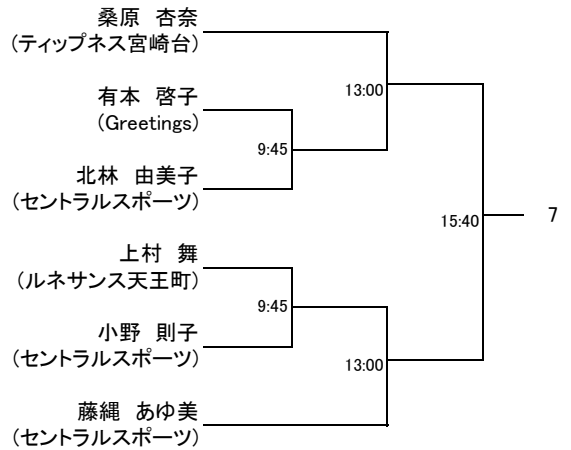 桑原　杏奈
(ティップネス宮崎台)
13:00
有本　啓子
(Greetings)
9:45
北林　由美子
(セントラルスポーツ)
15:40
7
上村　舞
(ルネサンス天王町)
9:45
小野　則子
(セントラルスポーツ)
13:00
藤縄　あゆ美
(セントラルスポーツ)